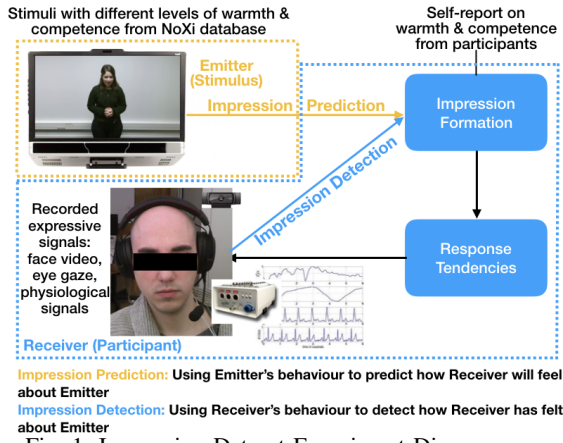 Stimuli with different levels of warmth &
competence from NoXi database
Self-report on
warmth & competence
from participants
Emitter
(Stimulus)
Impression Prediction
Impression
Formation
Impression Detection
Recorded
expressive
signals:
face video,
eye gaze,
physiological
signals
Response
Tendencies
Receiver (Participant)
Impression Prediction: Using Emitter's behaviour to predict how Receiver will feel
about Emitter
Impression Detection: Using Receiver's behaviour to detect how Receiver has felt
about Emitter